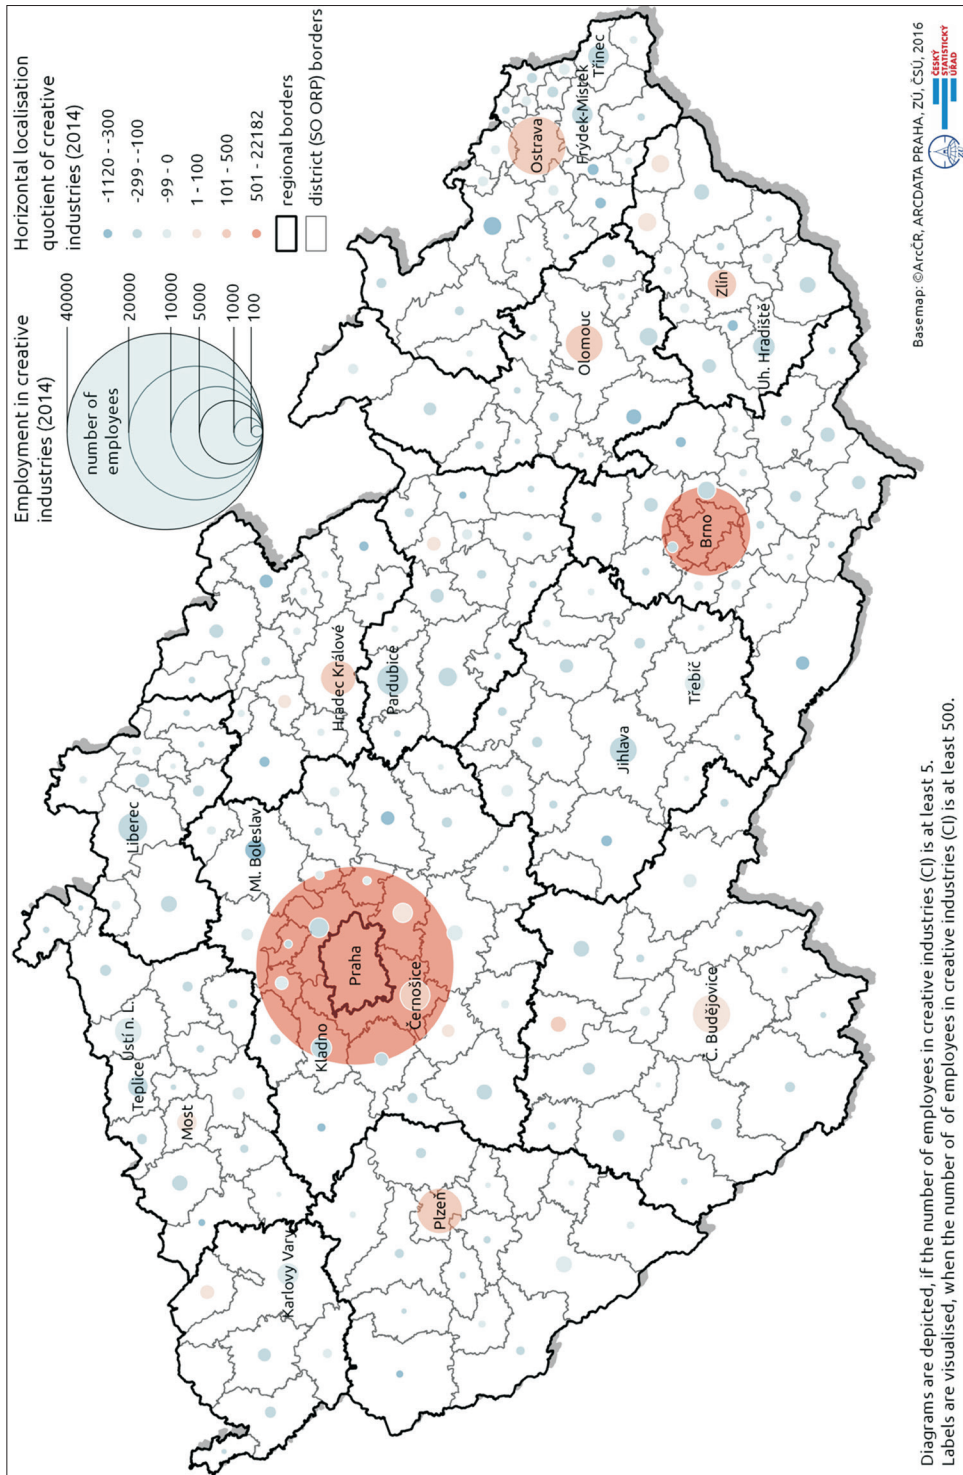 Employment in creative
industries (2014)
number of
employees
40000
20000
10000
5000
1000
100
Horizontal localisation
quotient of creative
industries (2014)
-1120 - -300
-299 - -100
-99 - 0
1 - 100
101 - 500
501 - 22182
regional borders
district (SO ORP) borders
Liberec
Teplice
Ústí n. L.
Most
Karlovy Vary
Ml. Boleslav
Kladno
Praha
Černošice
Hradec Králové
Pardubice
Plzeň
Č. Budějovice
Jihlava
Třebíč
Brno
Olomouc
Ostrava
Frýdek-Místek
Třinec
Zlín
Uh. Hradiště
Diagrams are depicted, if the number of employees in creative industries (CI) is at least 5.
Labels are visualised, when the number of  of employees in creative industries (CI) is at least 500.
Basemap: ©ArcČR, ARCDATA PRAHA, ZÚ, ČSÚ, 2016
ZÚ
ČESKÝ
STATISTICKÝ
ÚŘAD